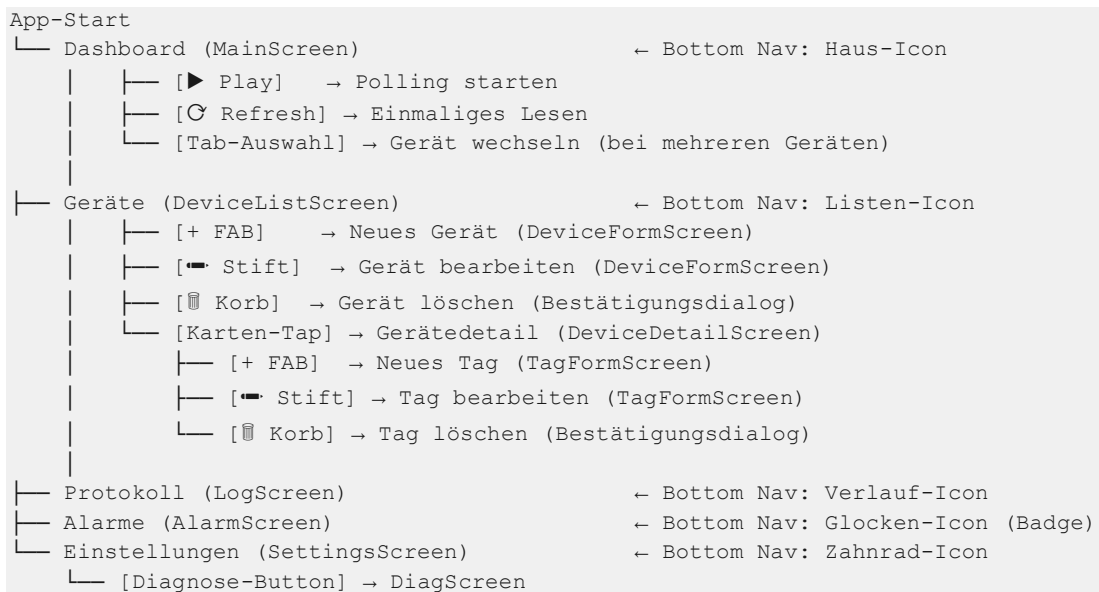 App-Start
└── Dashboard (MainScreen) ← Bottom Nav: Haus-Icon
│ ├── [▶ Play] → Polling starten
│ ├── [⟳ Refresh] → Einmaliges Lesen
│ └── [Tab-Auswahl] → Gerät wechseln (bei mehreren Geräten)
│
├── Geräte (DeviceListScreen) ← Bottom Nav: Listen-Icon
│ ├── [+ FAB] → Neues Gerät (DeviceFormScreen)
│ ├── [✏ Stift] → Gerät bearbeiten (DeviceFormScreen)
│ ├── [🗑 Korb] → Gerät löschen (Bestätigungsdialog)
│ └── [Karten-Tap] → Gerätedetail (DeviceDetailScreen)
│ ├── [+ FAB] → Neues Tag (TagFormScreen)
│ ├── [✏ Stift] → Tag bearbeiten (TagFormScreen)
│ └── [🗑 Korb] → Tag löschen (Bestätigungsdialog)
│
├── Protokoll (LogScreen) ← Bottom Nav: Verlauf-Icon
├── Alarme (AlarmScreen) ← Bottom Nav: Glocken-Icon (Badge)
└── Einstellungen (SettingsScreen) ← Bottom Nav: Zahnrad-Icon
└── [Diagnose-Button] → DiagScreen